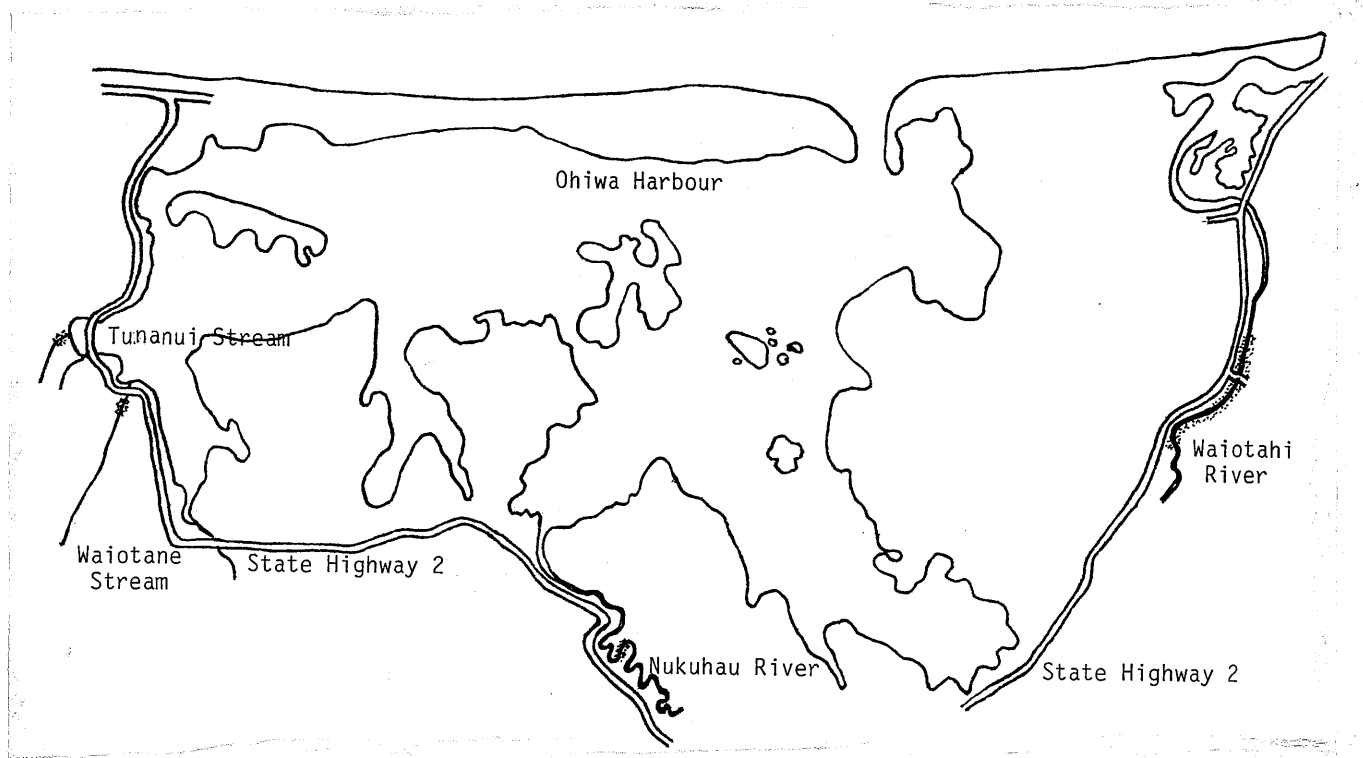 Ohiwa Harbour
Tunanui Stream
Waiotahi
River
Waiotane
Stream
State Highway 2
Nukuhau River
State Highway 2